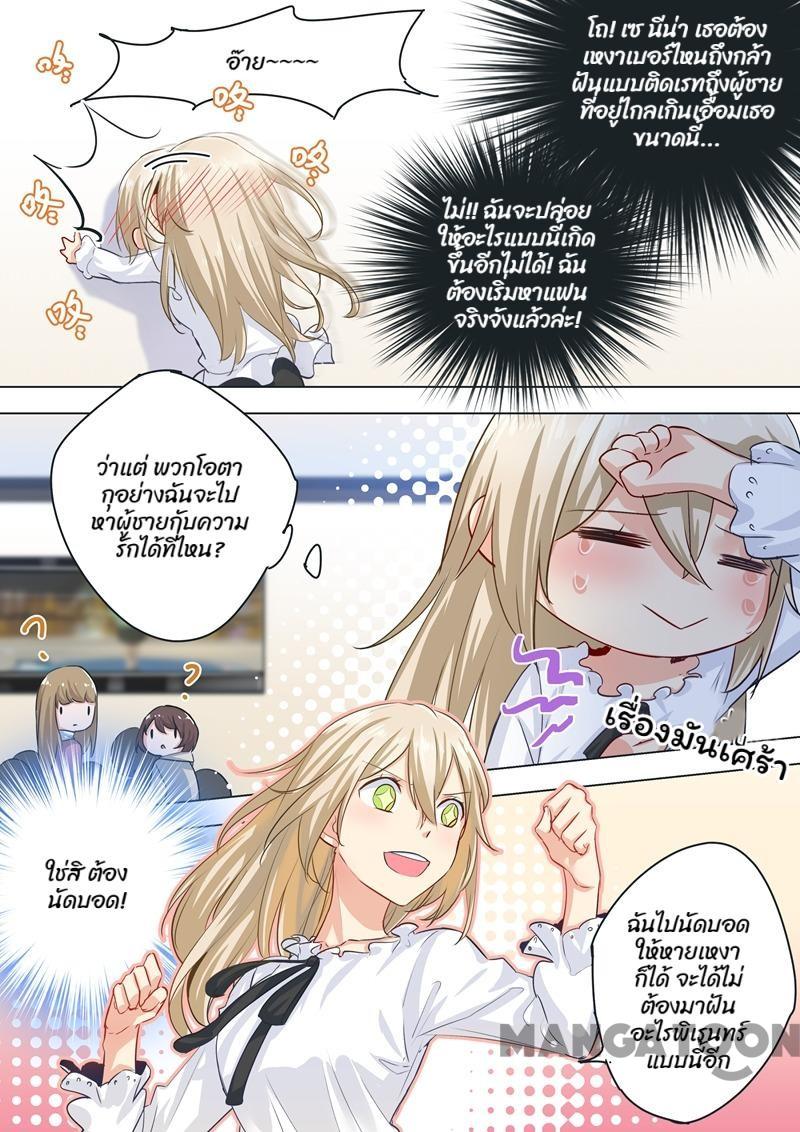 อ๊าย~~~~
โถ! เซ นีน่า เธอต้อง
เหงาเบอร์ไหนถึงกล้า
ฝันแบบติดเรทถึงผู้ชาย
ที่อยู่ไกลเกินเอื้อมเธอ
ขนาดนี้...
咚
咚
咚
咚
咚
ไม่!! ฉันจะปล่อย
ให้อะไรแบบนี้เกิด
ขึ้นอีกไม่ได้! ฉัน
ต้องเริ่มหาแฟน
จริงจังแล้วล่ะ!
ว่าแต่ พวกโอตา
กุอย่างฉันจะไป
หาผู้ชายกับความ
รักได้ที่ไหน?
?
?
เรื่องมันเศร้า
ใช่สิ ต้อง
นัดบอด!
ฉันไปนัดบอด
ให้หายเหงา
ก็ได้ จะได้ไม่
ต้องมาฝัน
อะไรพิเรนทร์
แบบนี้อีก
MANGATOON